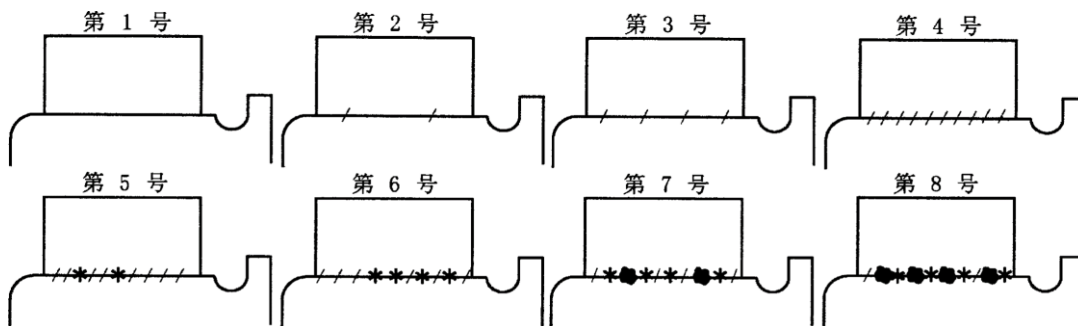 第 1 号
第 2 号
第 3 号
第 4 号
第 5 号
第 6 号
第 7 号
第 8 号